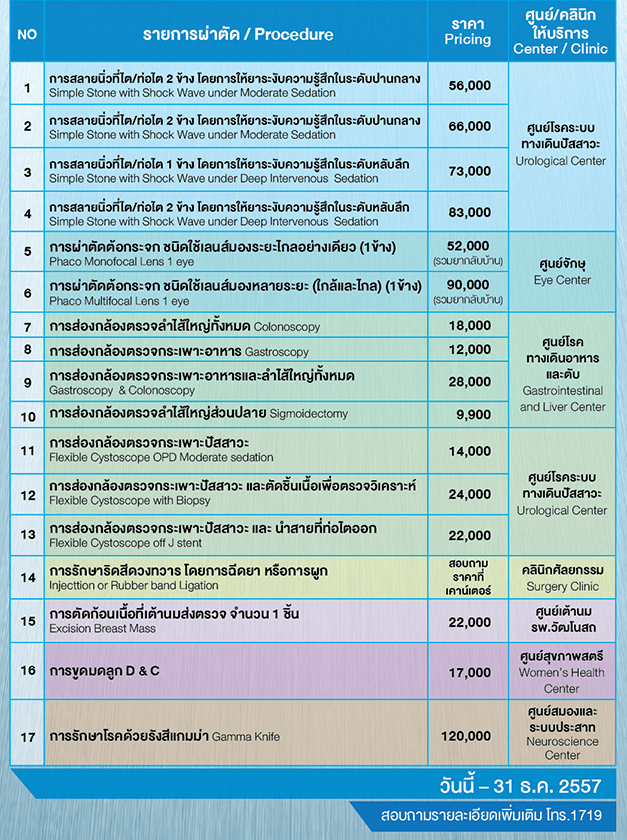 NO
รายการผ่าตัด / Procedure
ราคา
Pricing
ศูนย์/คลินิก
ให้บริการ
Center / Clinic
1
การสลายนิ่วที่ไต/ท่อไต 2 ข้าง โดยการให้ยาระงับความรู้สึกในระดับปานกลาง
Simple Stone with Shock Wave under Moderate Sedation
56,000
2
การสลายนิ่วที่ไต/ท่อไต 2 ข้าง โดยการให้ยาระงับความรู้สึกในระดับปานกลาง
Simple Stone with Shock Wave under Moderate Sedation
66,000
3
การสลายนิ่วที่ไต/ท่อไต 1 ข้าง โดยการให้ยาระงับความรู้สึกในระดับหลับลึก
Simple Stone with Shock Wave under Deep Intervenous Sedation
73,000
4
การสลายนิ่วที่ไต/ท่อไต 2 ข้าง โดยการให้ยาระงับความรู้สึกในระดับหลับลึก
Simple Stone with Shock Wave under Deep Intervenous Sedation
83,000
ศูนย์โรคระบบ
ทางเดินปัสสาวะ
Urological Center
5
การผ่าตัดต้อกระจก ชนิดใช้เลนส์มองระยะไกลอย่างเดียว (1ข้าง)
Phaco Monofocal Lens 1 eye
52,000
(รวมยากลับบ้าน)
6
การผ่าตัดต้อกระจก ชนิดใช้เลนส์มองหลายระยะ (ใกล้และไกล) (1ข้าง)
Phaco Multifocal Lens 1 eye
90,000
(รวมยากลับบ้าน)
ศูนย์จักษุ
Eye Center
7
การส่องกล้องตรวจลำไส้ใหญ่ทั้งหมด Colonoscopy
18,000
8
การส่องกล้องตรวจกระเพาะอาหาร Gastroscopy
12,000
9
การส่องกล้องตรวจกระเพาะอาหารและลำไส้ใหญ่ทั้งหมด
Gastroscopy & Colonoscopy
28,000
10
การส่องกล้องตรวจลำไส้ใหญ่ส่วนปลาย Sigmoidectomy
9,900
ศูนย์โรค
ทางเดินอาหาร
และตับ
Gastrointestinal
and Liver Center
11
การส่องกล้องตรวจกระเพาะปัสสาวะ
Flexible Cystoscope OPD Moderate sedation
14,000
12
การส่องกล้องตรวจกระเพาะปัสสาวะ และตัดชิ้นเนื้อเพื่อตรวจวิเคราะห์
Flexible Cystoscope with Biopsy
24,000
13
การส่องกล้องตรวจกระเพาะปัสสาวะ และ นำสายที่ท่อไตออก
Flexible Cystoscope off J stent
22,000
ศูนย์โรคระบบ
ทางเดินปัสสาวะ
Urological Center
14
การรักษาริดสีดวงทวาร โดยการฉีดยา หรือการผูก
Injecttion or Rubber band Ligation
สอบถาม
ราคาที่
เคาน์เตอร์
คลินิกศัลยกรรม
Surgery Clinic
15
การตัดก้อนเนื้อที่เต้านมส่งตรวจ จำนวน 1 ชิ้น
Excision Breast Mass
22,000
ศูนย์เต้านม
รพ.วัฒโนสถ
16
การขูดมดลูก D & C
17,000
ศูนย์สุขภาพสตรี
Women's Health
Center
17
การรักษาโรคด้วยรังสีแกมม่า Gamma Knife
120,000
ศูนย์สมองและ
ระบบประสาท
Neuroscience
Center
วันนี้ – 31 ธ.ค. 2557
สอบถามรายละเอียดเพิ่มเติม โทร.1719